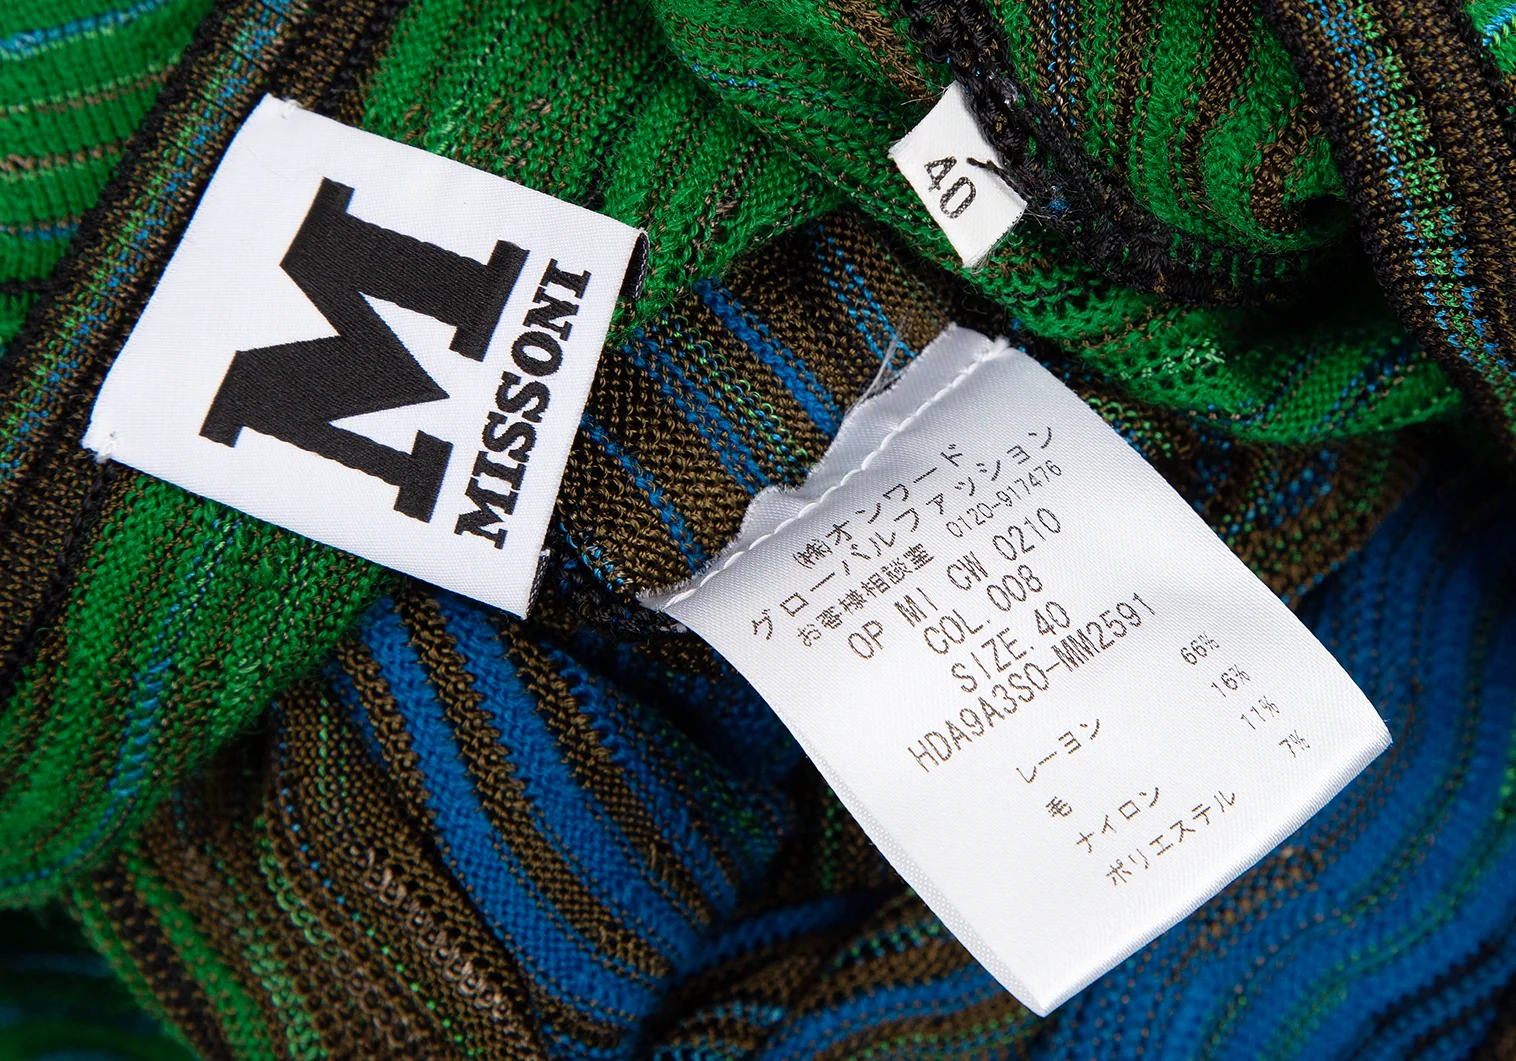 M
MISSONI
40
㈱オンワード
グローバルファッション
お客様相談室 0120-917476
OP MI CW 0210
COL. 008
SIZE. 40
HDA9A3S0-MM2591
レーヨン 66%
毛 16%
ナイロン 11%
ポリエステル 7%